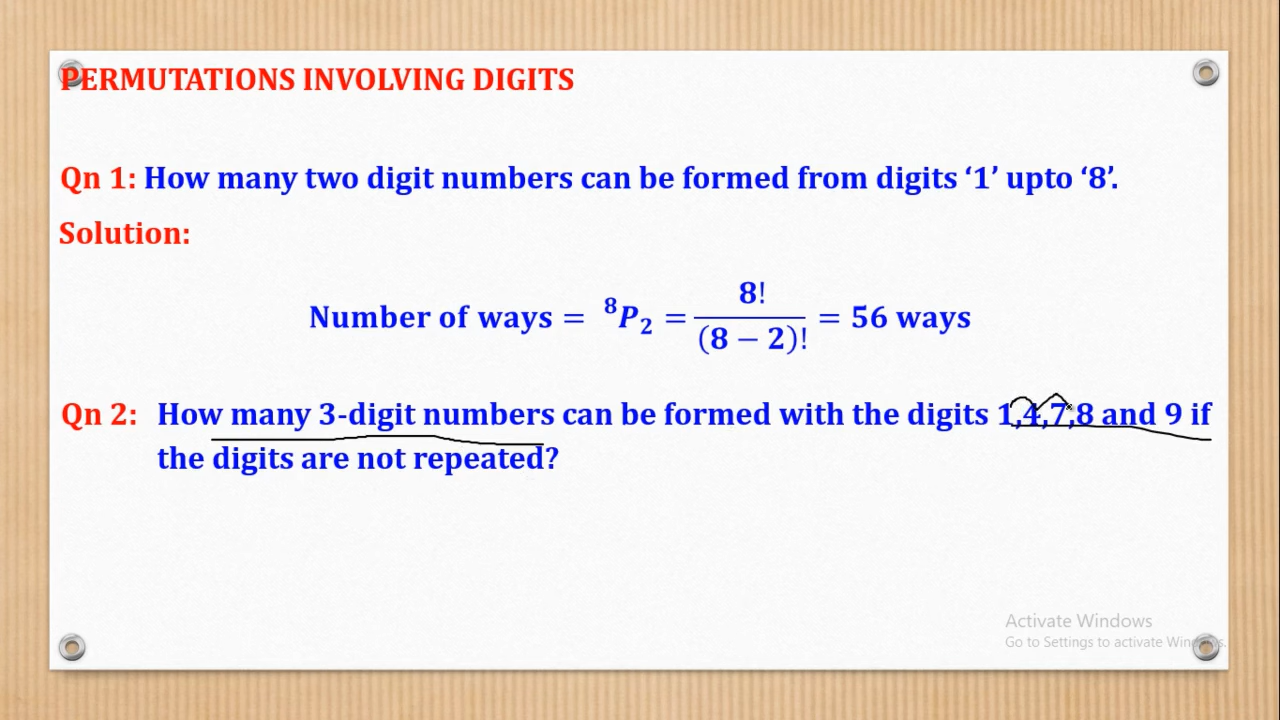 PERMUTATIONS INVOLVING DIGITS
Qn 1: How many two digit numbers can be formed from digits ‘1’ upto ‘8’.
Solution:
Number of ways = ⁸P₂ = 8! / (8 − 2)! = 56 ways
Qn 2: How many 3-digit numbers can be formed with the digits 1,4,7,8 and 9 if
the digits are not repeated?
Activate Windows
Go to Settings to activate Windows.